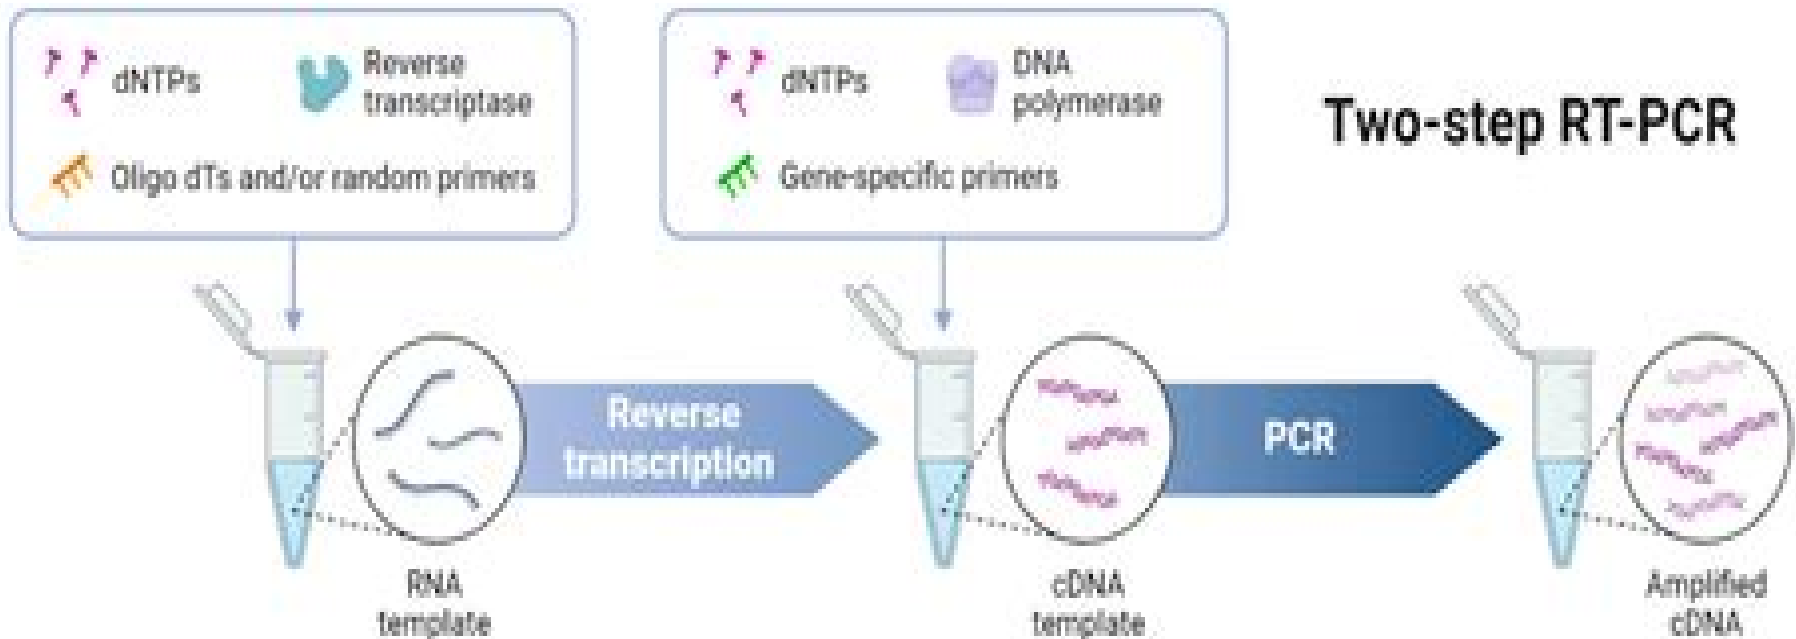 dNTPs
Reverse
transcriptase
Oligo dTs and/or random primers
dNTPs
DNA
polymerase
Gene-specific primers
Two-step RT-PCR
Reverse
transcription
PCR
RNA
template
cDNA
template
Amplified
cDNA